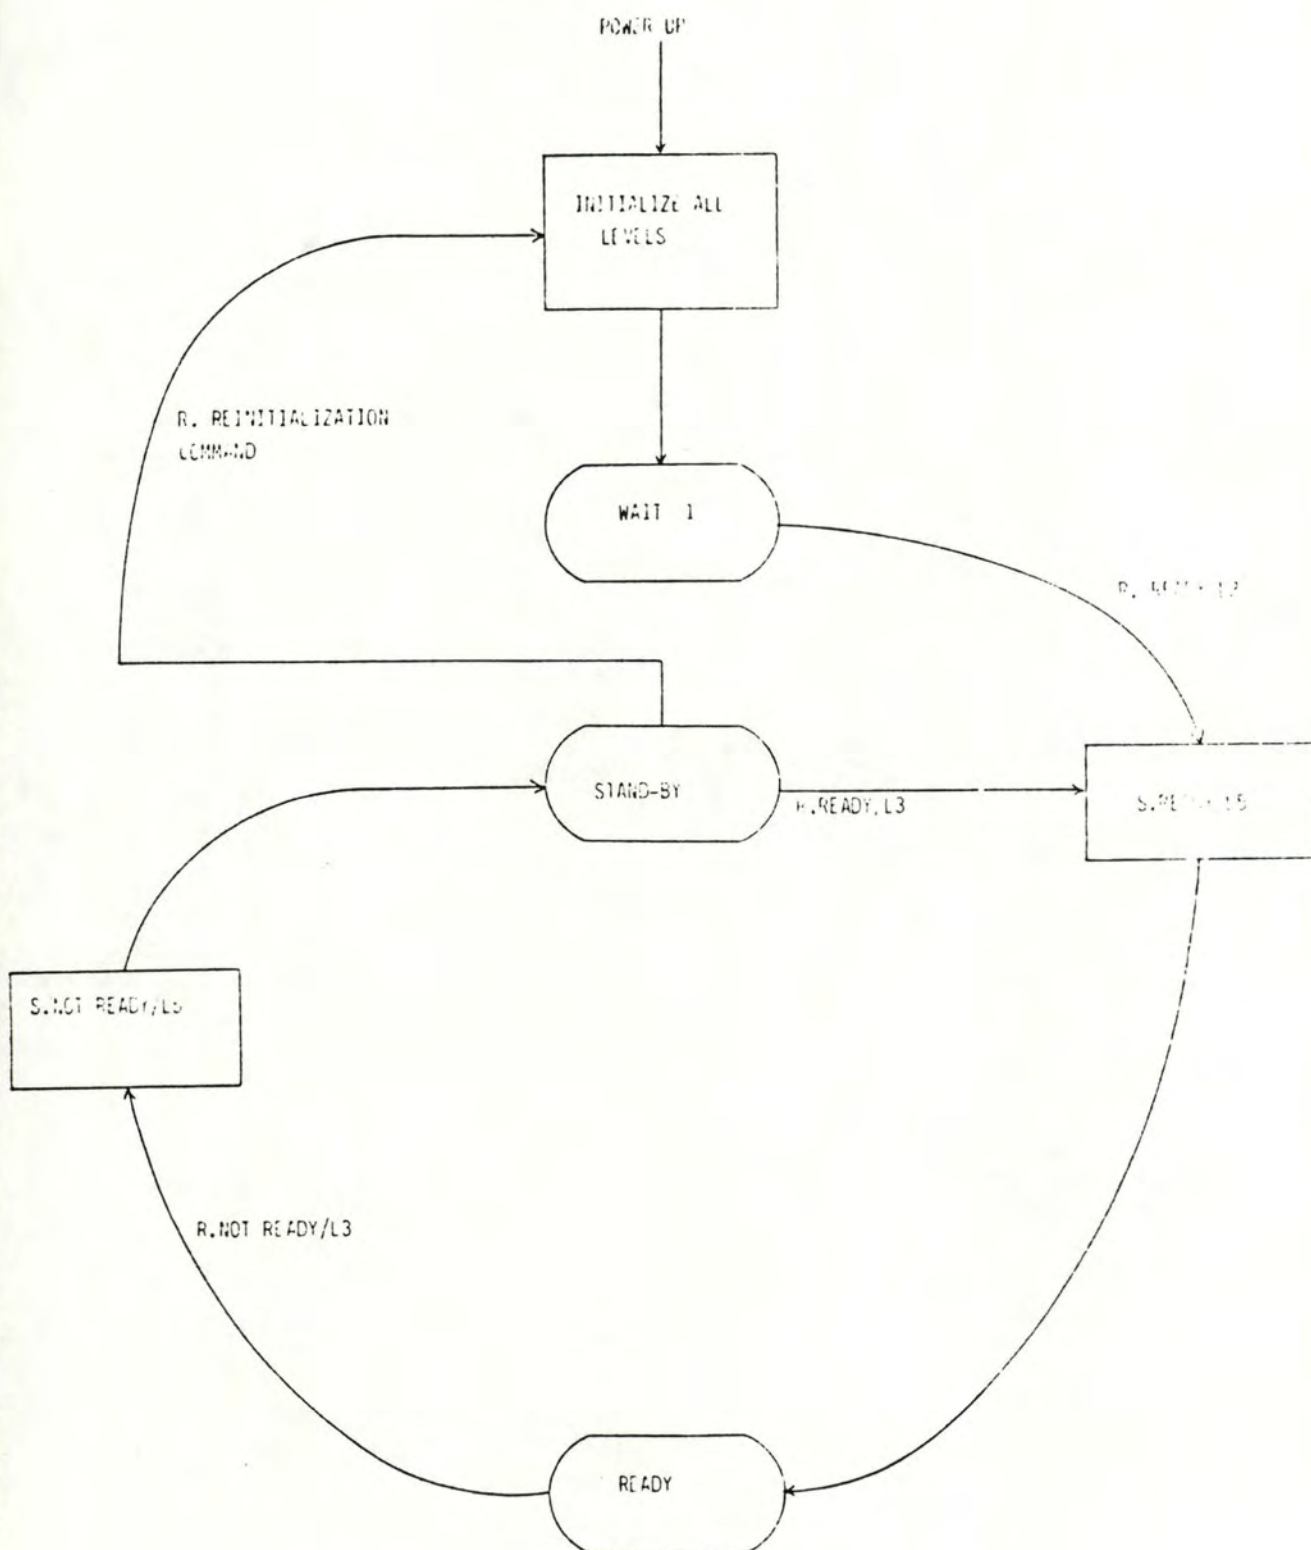 POWER UP
INITIALIZE ALL
LEVELS
R. REINITIALIZATION
COMMAND
WAIT 1
R.
STAND-BY
R.READY,L3
S.NOT READY/L5
R.NOT READY/L3
READY